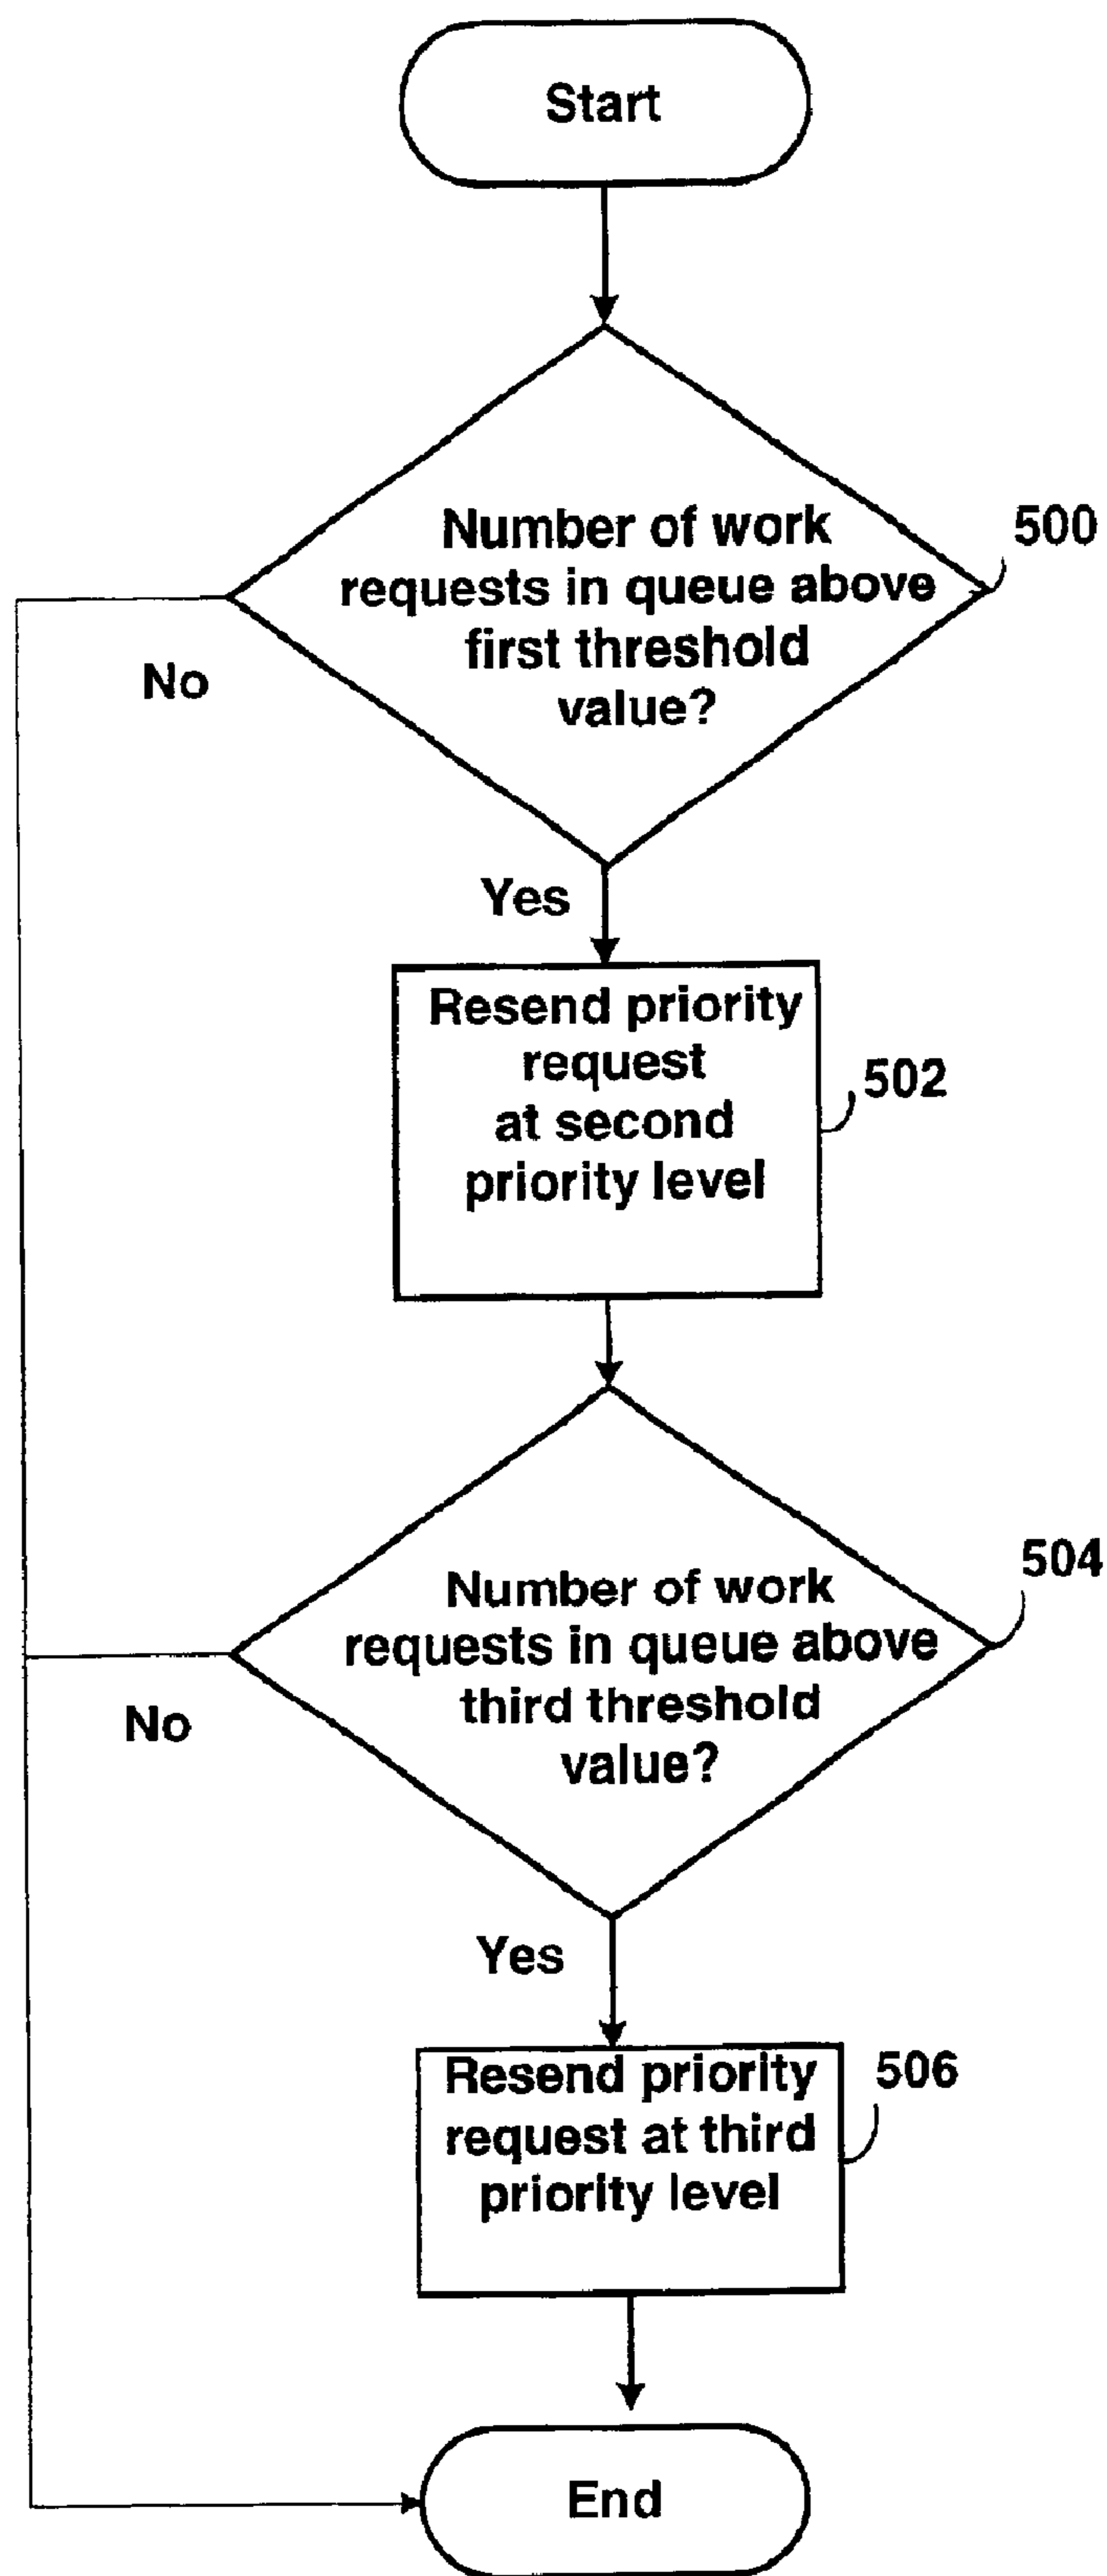 Start
Number of work
requests in queue above
first threshold
value?
500
No
Yes
Resend priority
request
at second
priority level
502
Number of work
requests in queue above
third threshold
value?
504
No
Yes
Resend priority
request at third
priority level
506
End